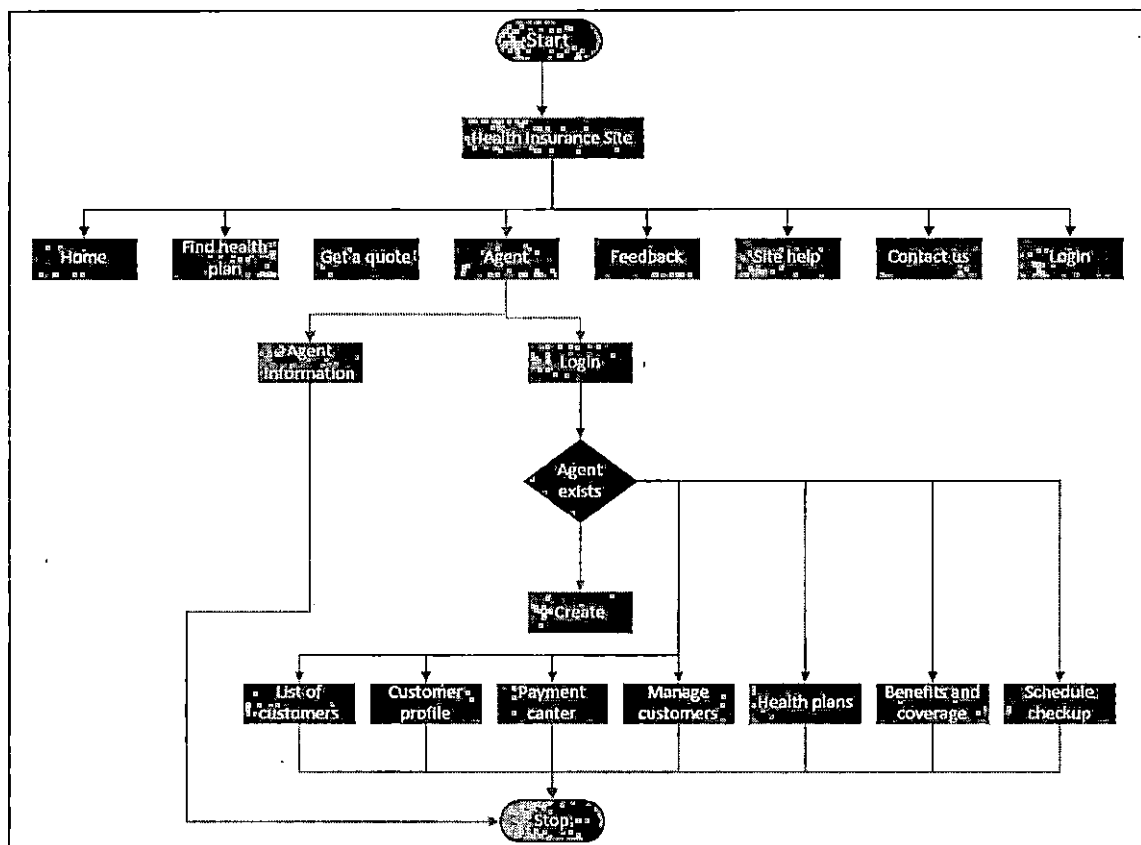 Start
Health Insurance Site
Home
Find health
plan
Get a quote
Agent
Feedback
Site help
Contact us
Login
Agent
information
Login
Agent
exists
Create
List of
customers
Customer
profile
Payment
canter
Manage
customers
Health plans
Benefits and
coverage
Schedule
checkup
Stop